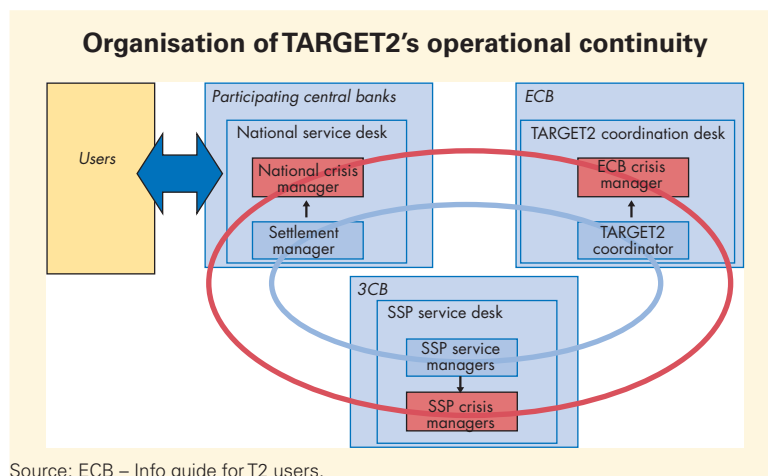 Organisation of TARGET2's operational continuity
Participating central banks
ECB
National service desk
TARGET2 coordination desk
Users
National crisis
manager
ECB crisis
manager
Settlement
manager
TARGET2
coordinator
3CB
SSP service desk
SSP service
managers
SSP crisis
managers
Source: ECB – Info guide for T2 users.